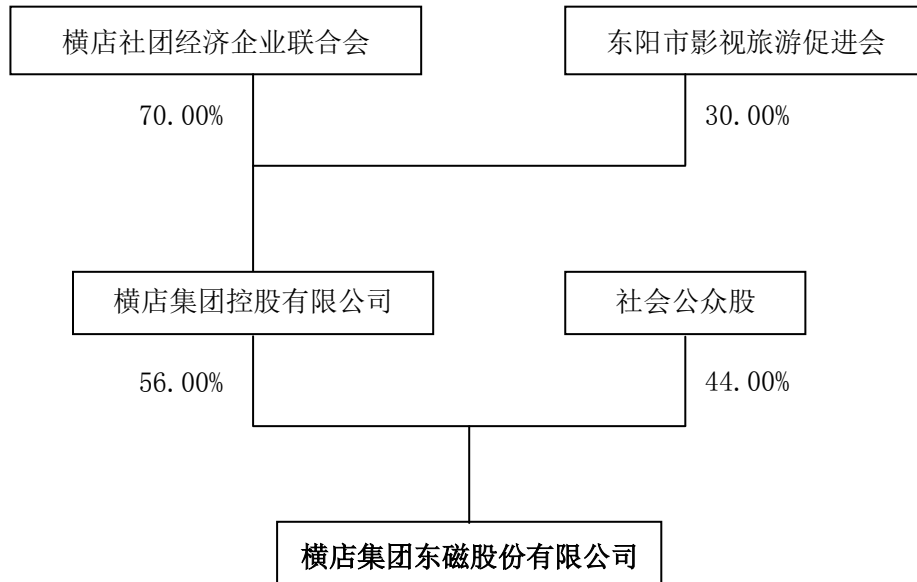 横店社团经济企业联合会
东阳市影视旅游促进会
70.00%
30.00%
横店集团控股有限公司
社会公众股
56.00%
44.00%
横店集团东磁股份有限公司